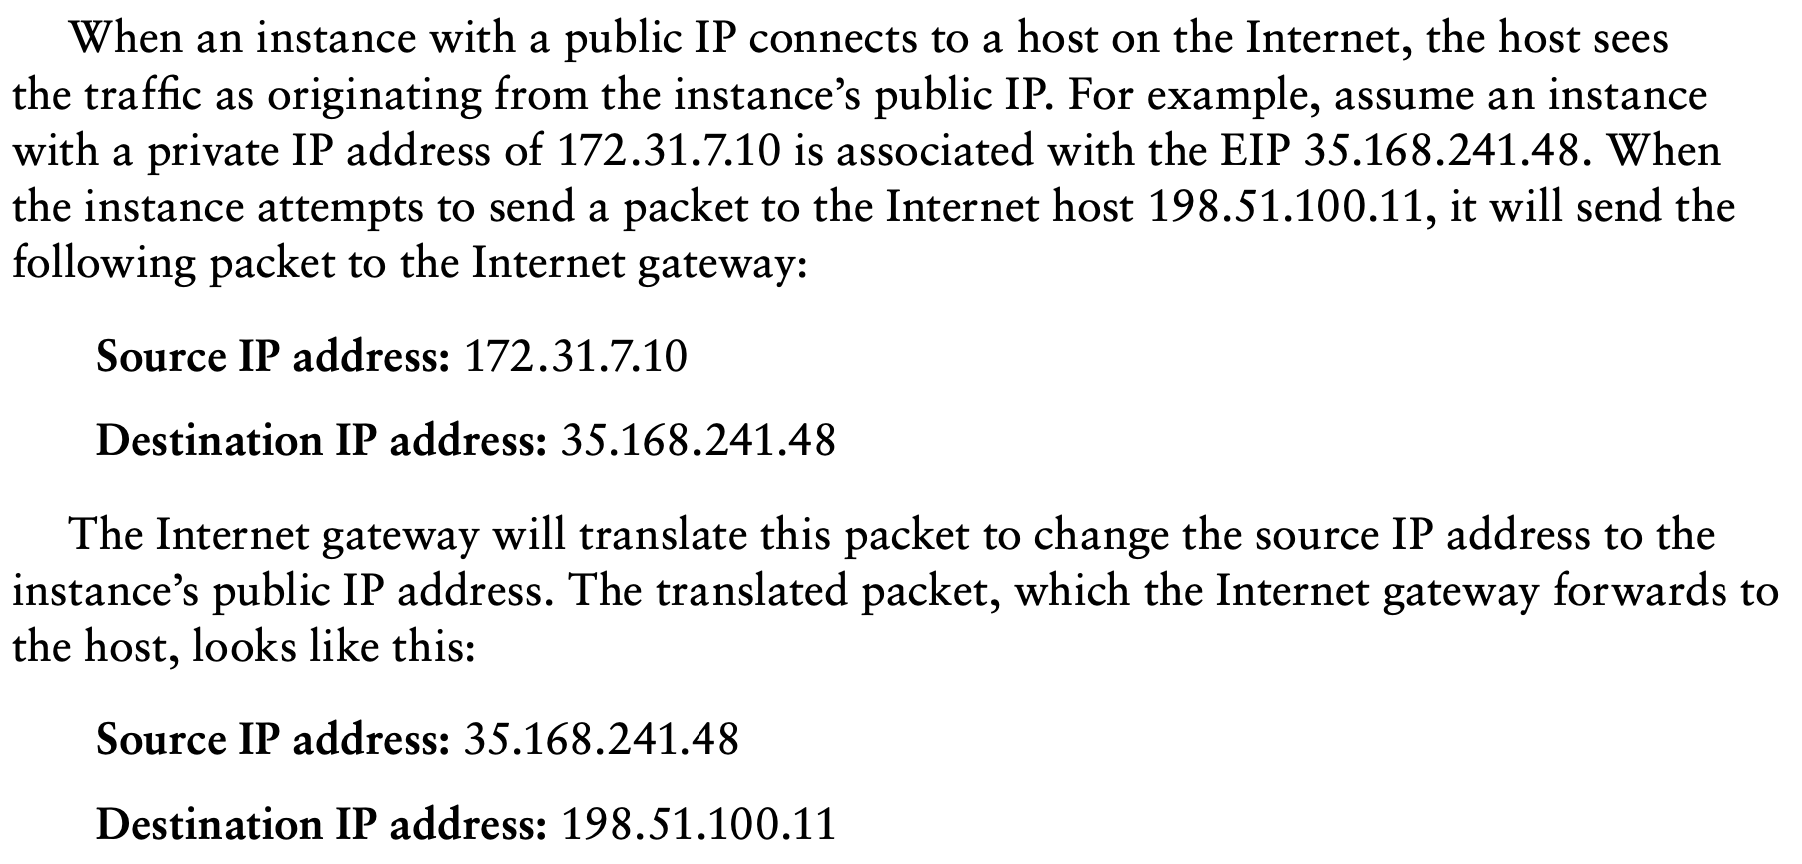 When an instance with a public IP connects to a host on the Internet, the host sees
the traffic as originating from the instance’s public IP. For example, assume an instance
with a private IP address of 172.31.7.10 is associated with the EIP 35.168.241.48. When
the instance attempts to send a packet to the Internet host 198.51.100.11, it will send the
following packet to the Internet gateway:
Source IP address: 172.31.7.10
Destination IP address: 35.168.241.48
The Internet gateway will translate this packet to change the source IP address to the
instance’s public IP address. The translated packet, which the Internet gateway forwards to
the host, looks like this:
Source IP address: 35.168.241.48
Destination IP address: 198.51.100.11